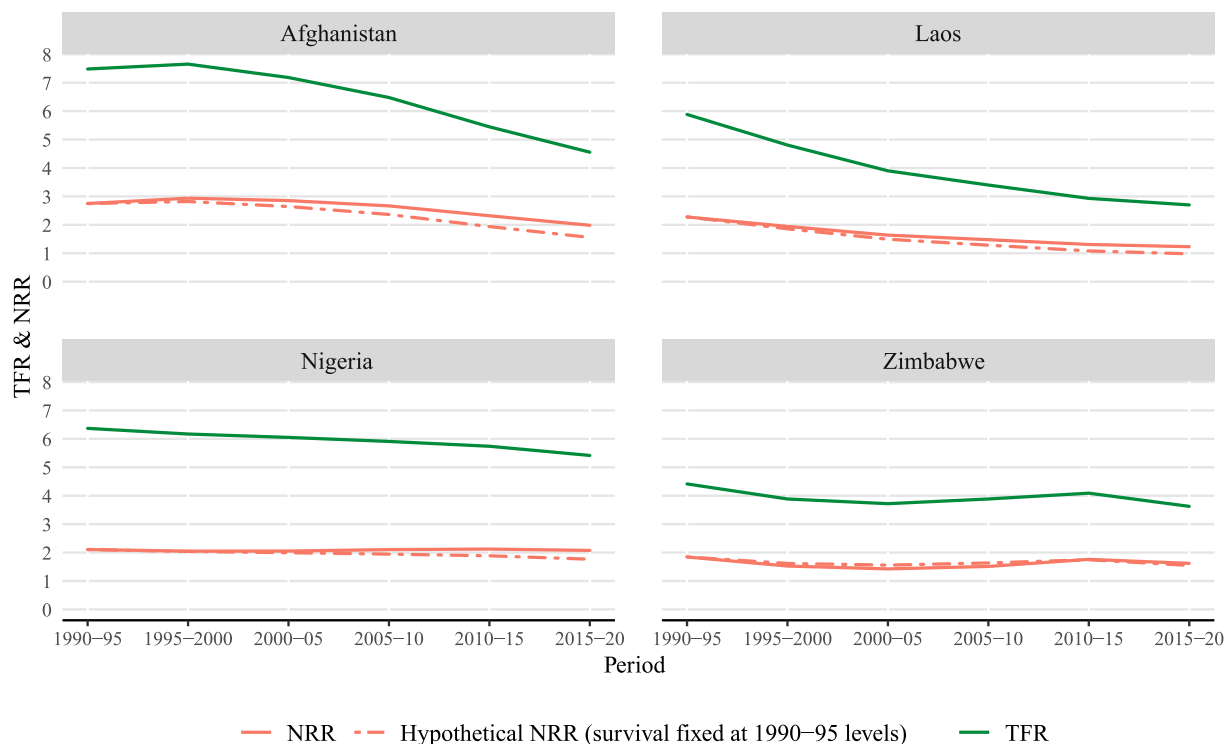 Afghanistan
Laos
8
7
6
5
4
3
2
1
0
TFR & NRR
Nigeria
Zimbabwe
8
7
6
5
4
3
2
1
0
1990−95 1995−2000 2000−05 2005−10 2010−15 2015−20
1990−95 1995−2000 2000−05 2005−10 2010−15 2015−20
Period
NRR Hypothetical NRR (survival fixed at 1990−95 levels) TFR